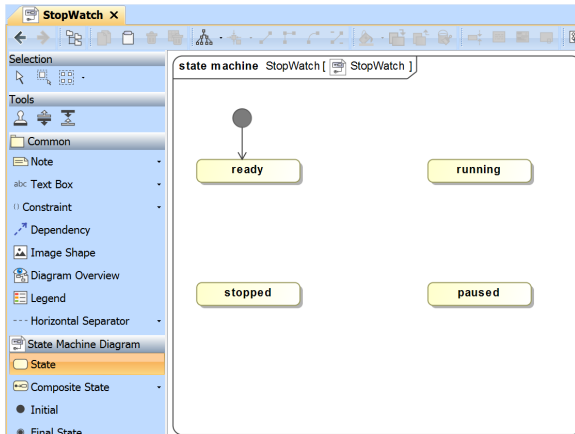 StopWatch
Selection
Tools
Common
Note
abc Text Box
Constraint
Dependency
Image Shape
Diagram Overview
Legend
Horizontal Separator
State Machine Diagram
State
Composite State
Initial
Final State
state machine StopWatch [ StopWatch ]
ready
running
stopped
paused